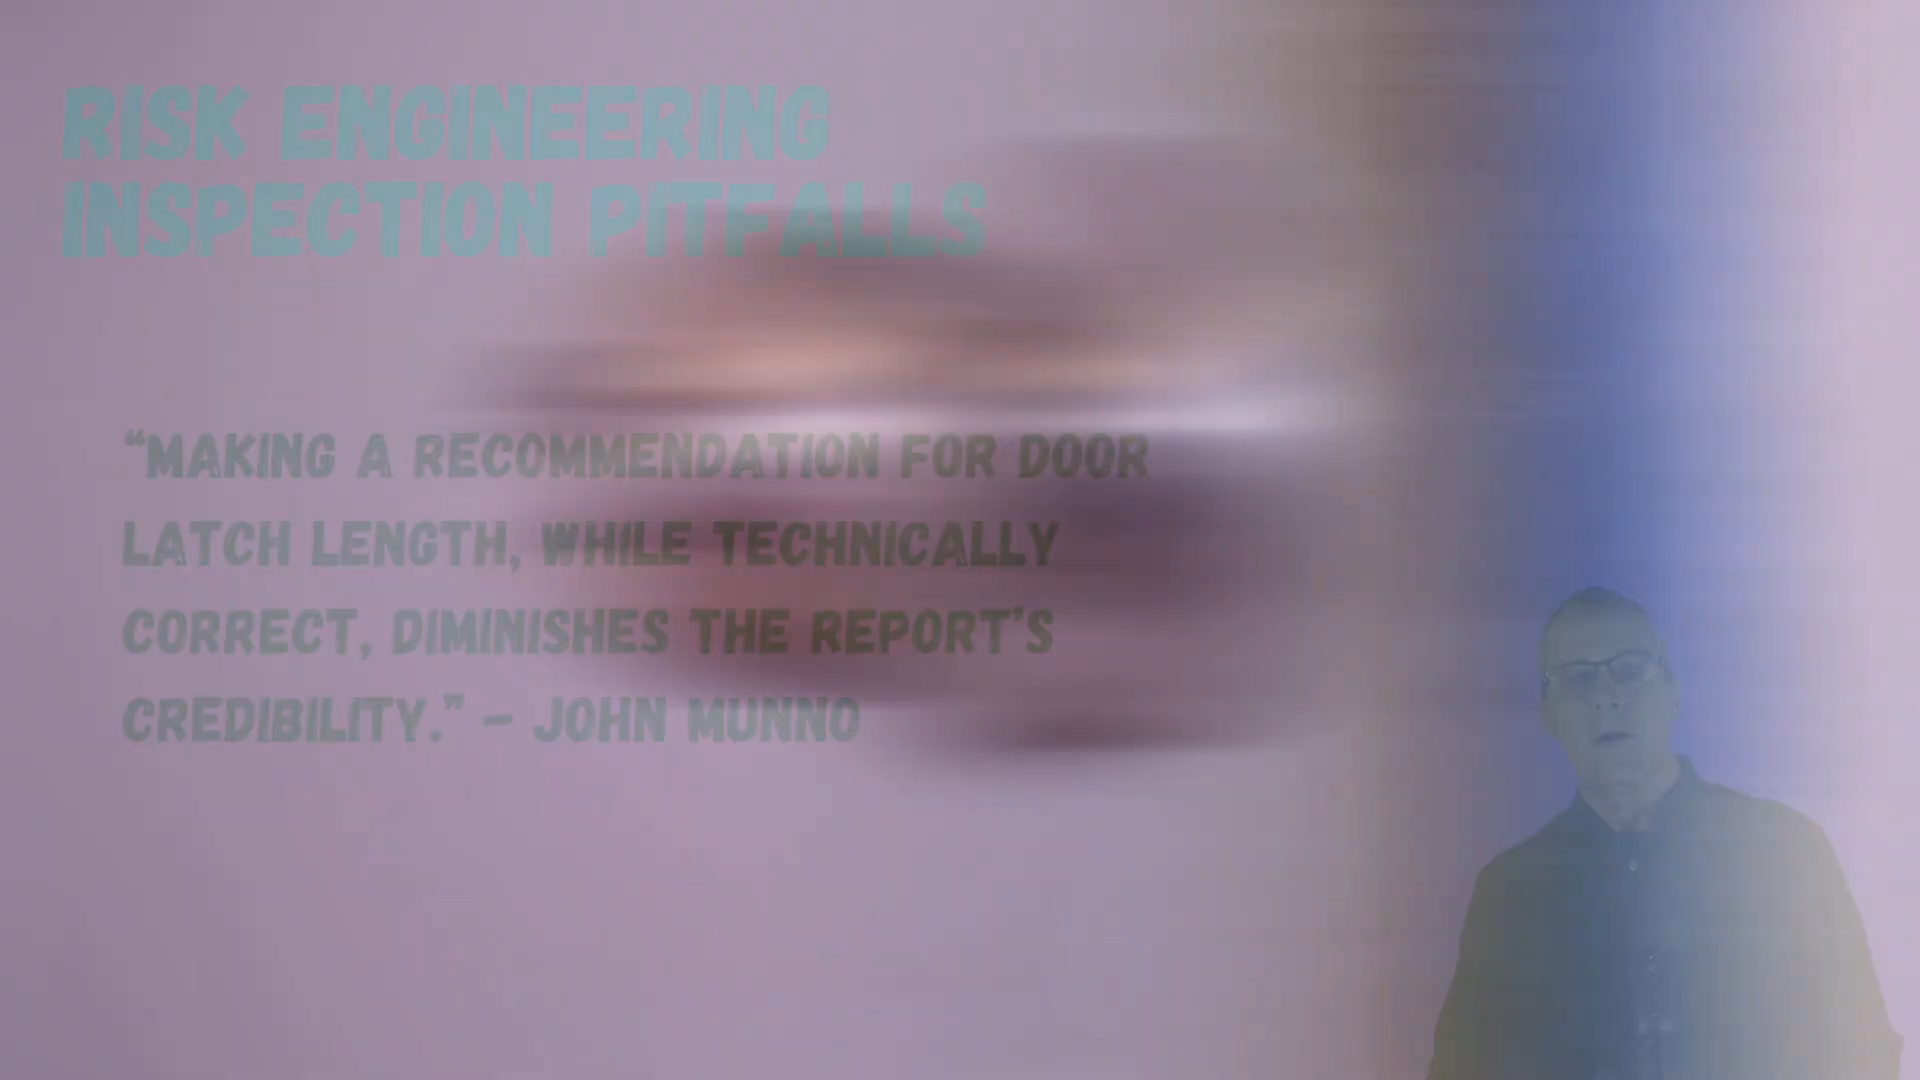 RISK ENGINEERING
INSPECTION PITFALLS
“MAKING A RECOMMENDATION FOR DOOR
LATCH LENGTH, WHILE TECHNICALLY
CORRECT, DIMINISHES THE REPORT’S
CREDIBILITY.” – JOHN MUNNO